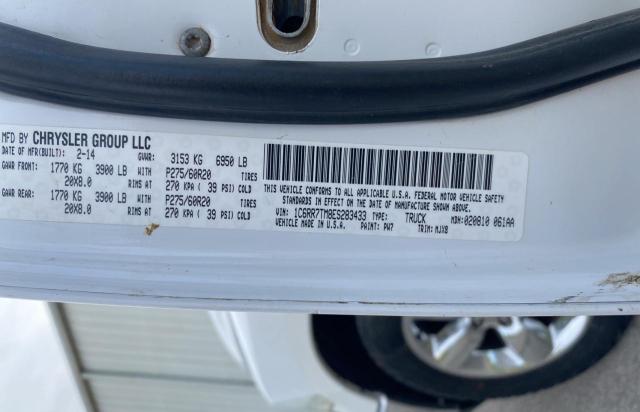 MFD BY CHRYSLER GROUP LLC
DATE OF MFR(BUILT): 2-14 GVWR: 3153 KG 6950 LB
GAWR FRONT: 1770 KG 3900 LB WITH P275/60R20 TIRES
20X8.0 RIMS AT 270 KPA ( 39 PSI) COLD
GAWR REAR: 1770 KG 3900 LB WITH P275/60R20 TIRES
20X8.0 RIMS AT 270 KPA ( 39 PSI) COLD
THIS VEHICLE CONFORMS TO ALL APPLICABLE U.S.A. FEDERAL MOTOR VEHICLE SAFETY
STANDARDS IN EFFECT ON THE DATE OF MANUFACTURE SHOWN ABOVE.
VIN: 1C6RR7TM8ES283433 TYPE: TRUCK MDH: 020810 061AA
VEHICLE MADE IN U.S.A. PAINT: PW7 TRIM: MJX8